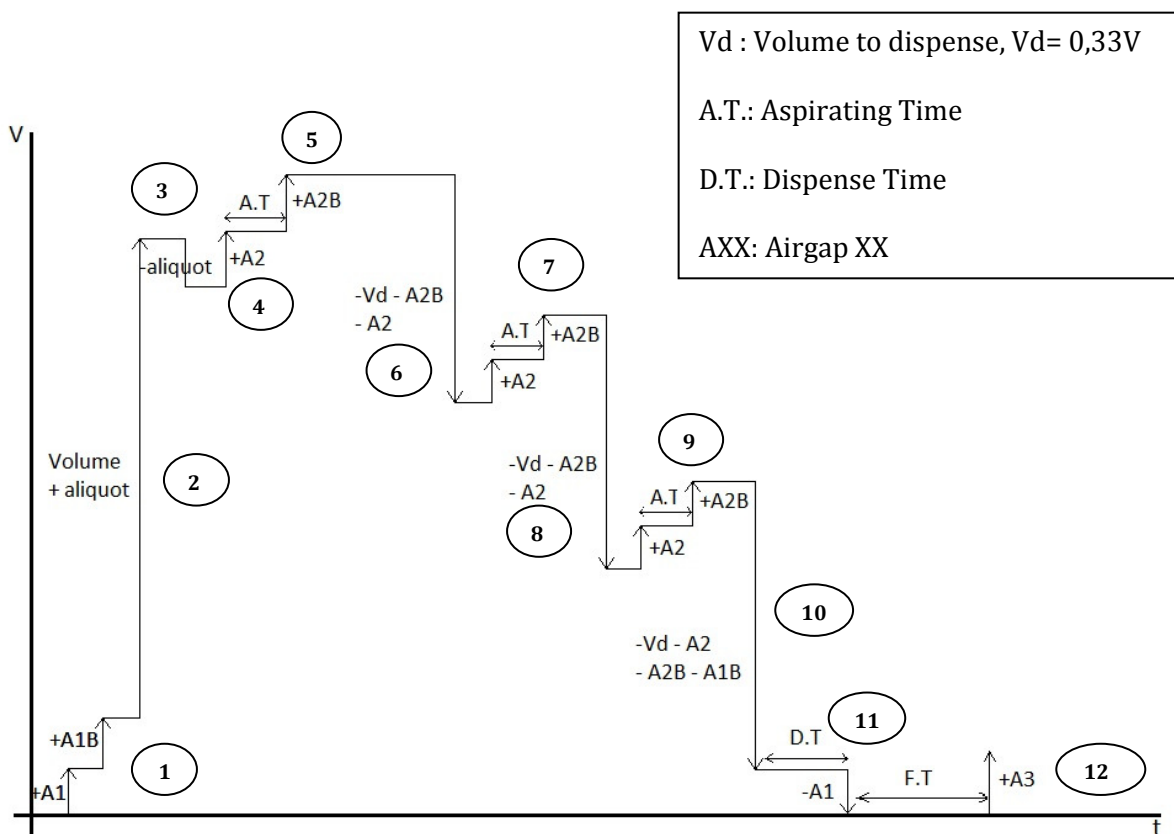 Vd : Volume to dispense, Vd= 0,33V
A.T.: Aspirating Time
D.T.: Dispense Time
AXX: Airgap XX
V
5
3
A.T
+A2B
-aliquot
+A2
4
7
-Vd - A2B
- A2
A.T
+A2B
6
+A2
9
Volume
+ aliquot
2
-Vd - A2B
- A2
A.T
+A2B
8
+A2
10
-Vd - A2
- A2B - A1B
11
+A1B
D.T
1
12
+A1
-A1
F.T
+A3
t